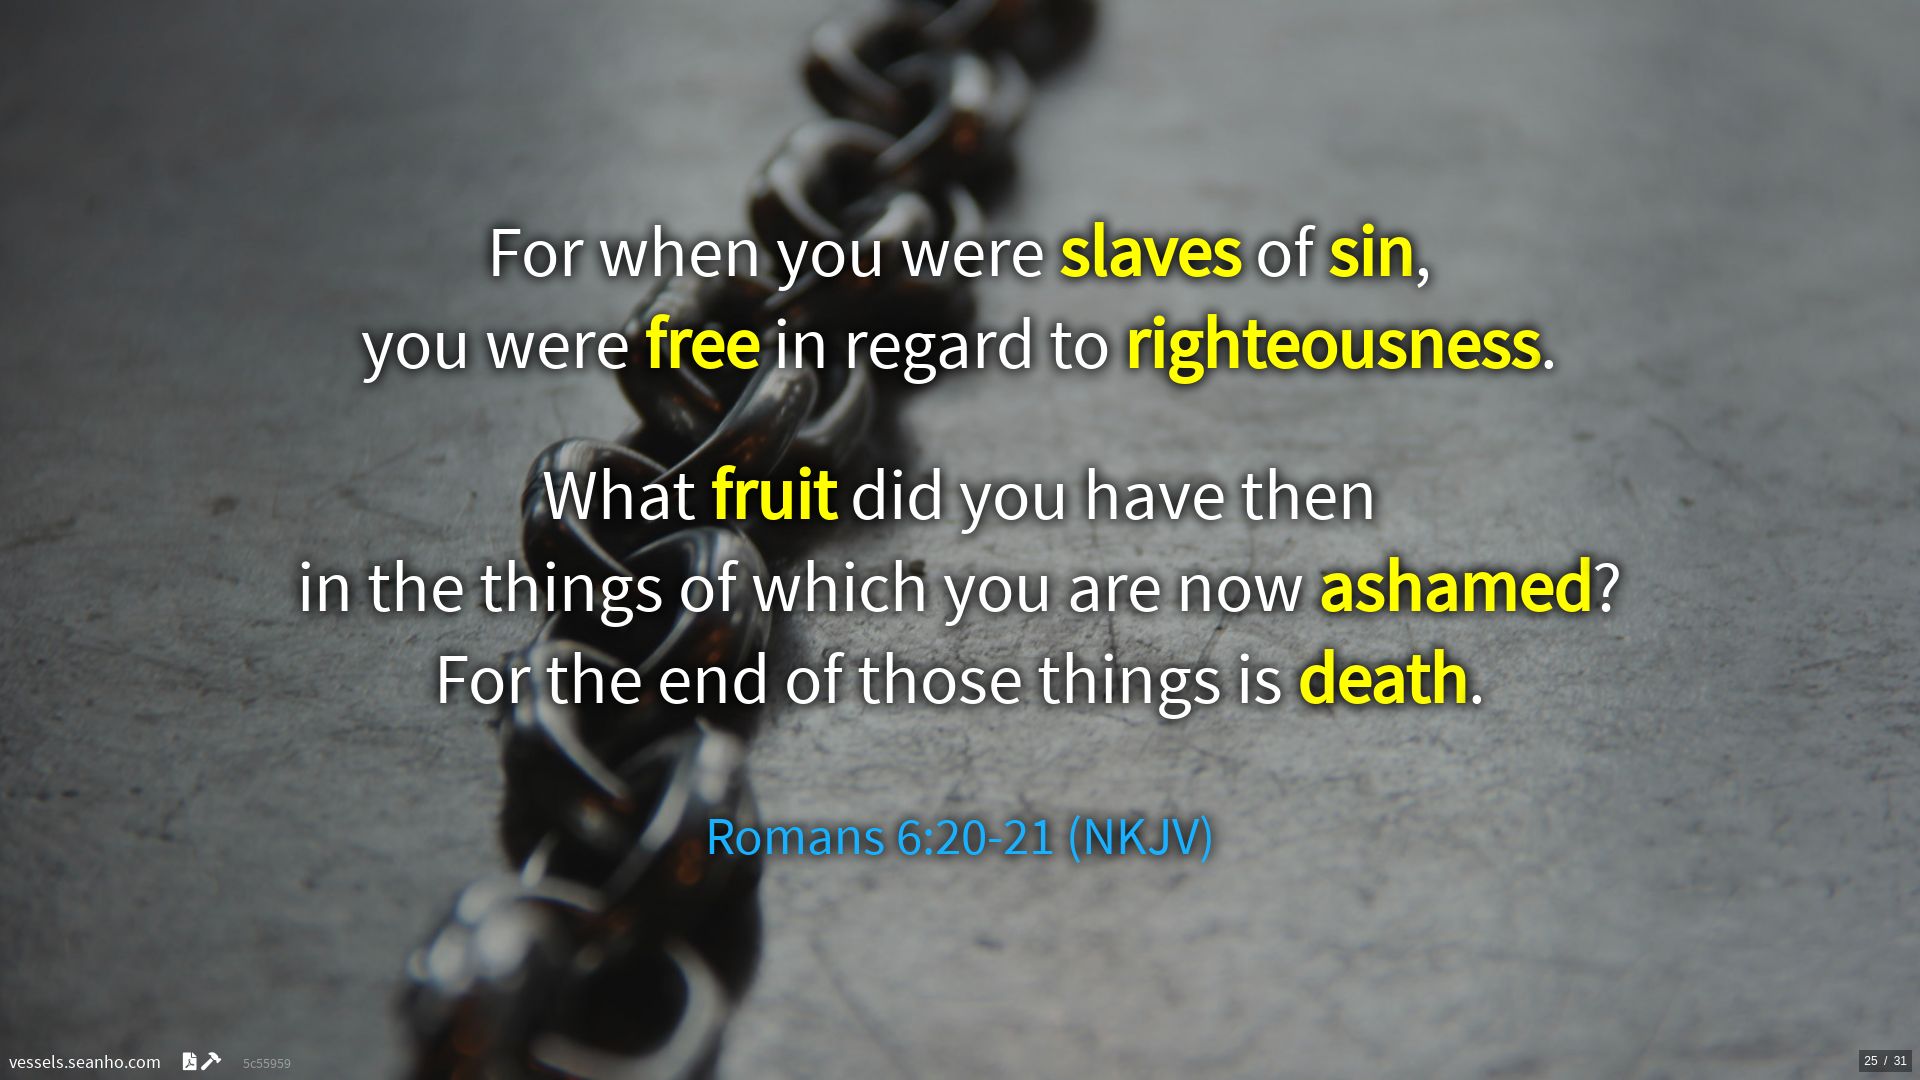 For when you were slaves of sin,
you were free in regard to righteousness.
What fruit did you have then
in the things of which you are now ashamed?
For the end of those things is death.
Romans 6:20-21 (NKJV)
vessels.seanho.com
5c55959
25 / 31